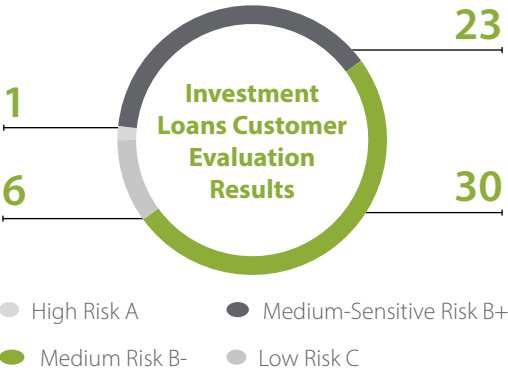 23
1
Investment
Loans Customer
Evaluation
Results
6
30
High Risk A
Medium-Sensitive Risk B+
Medium Risk B-
Low Risk C